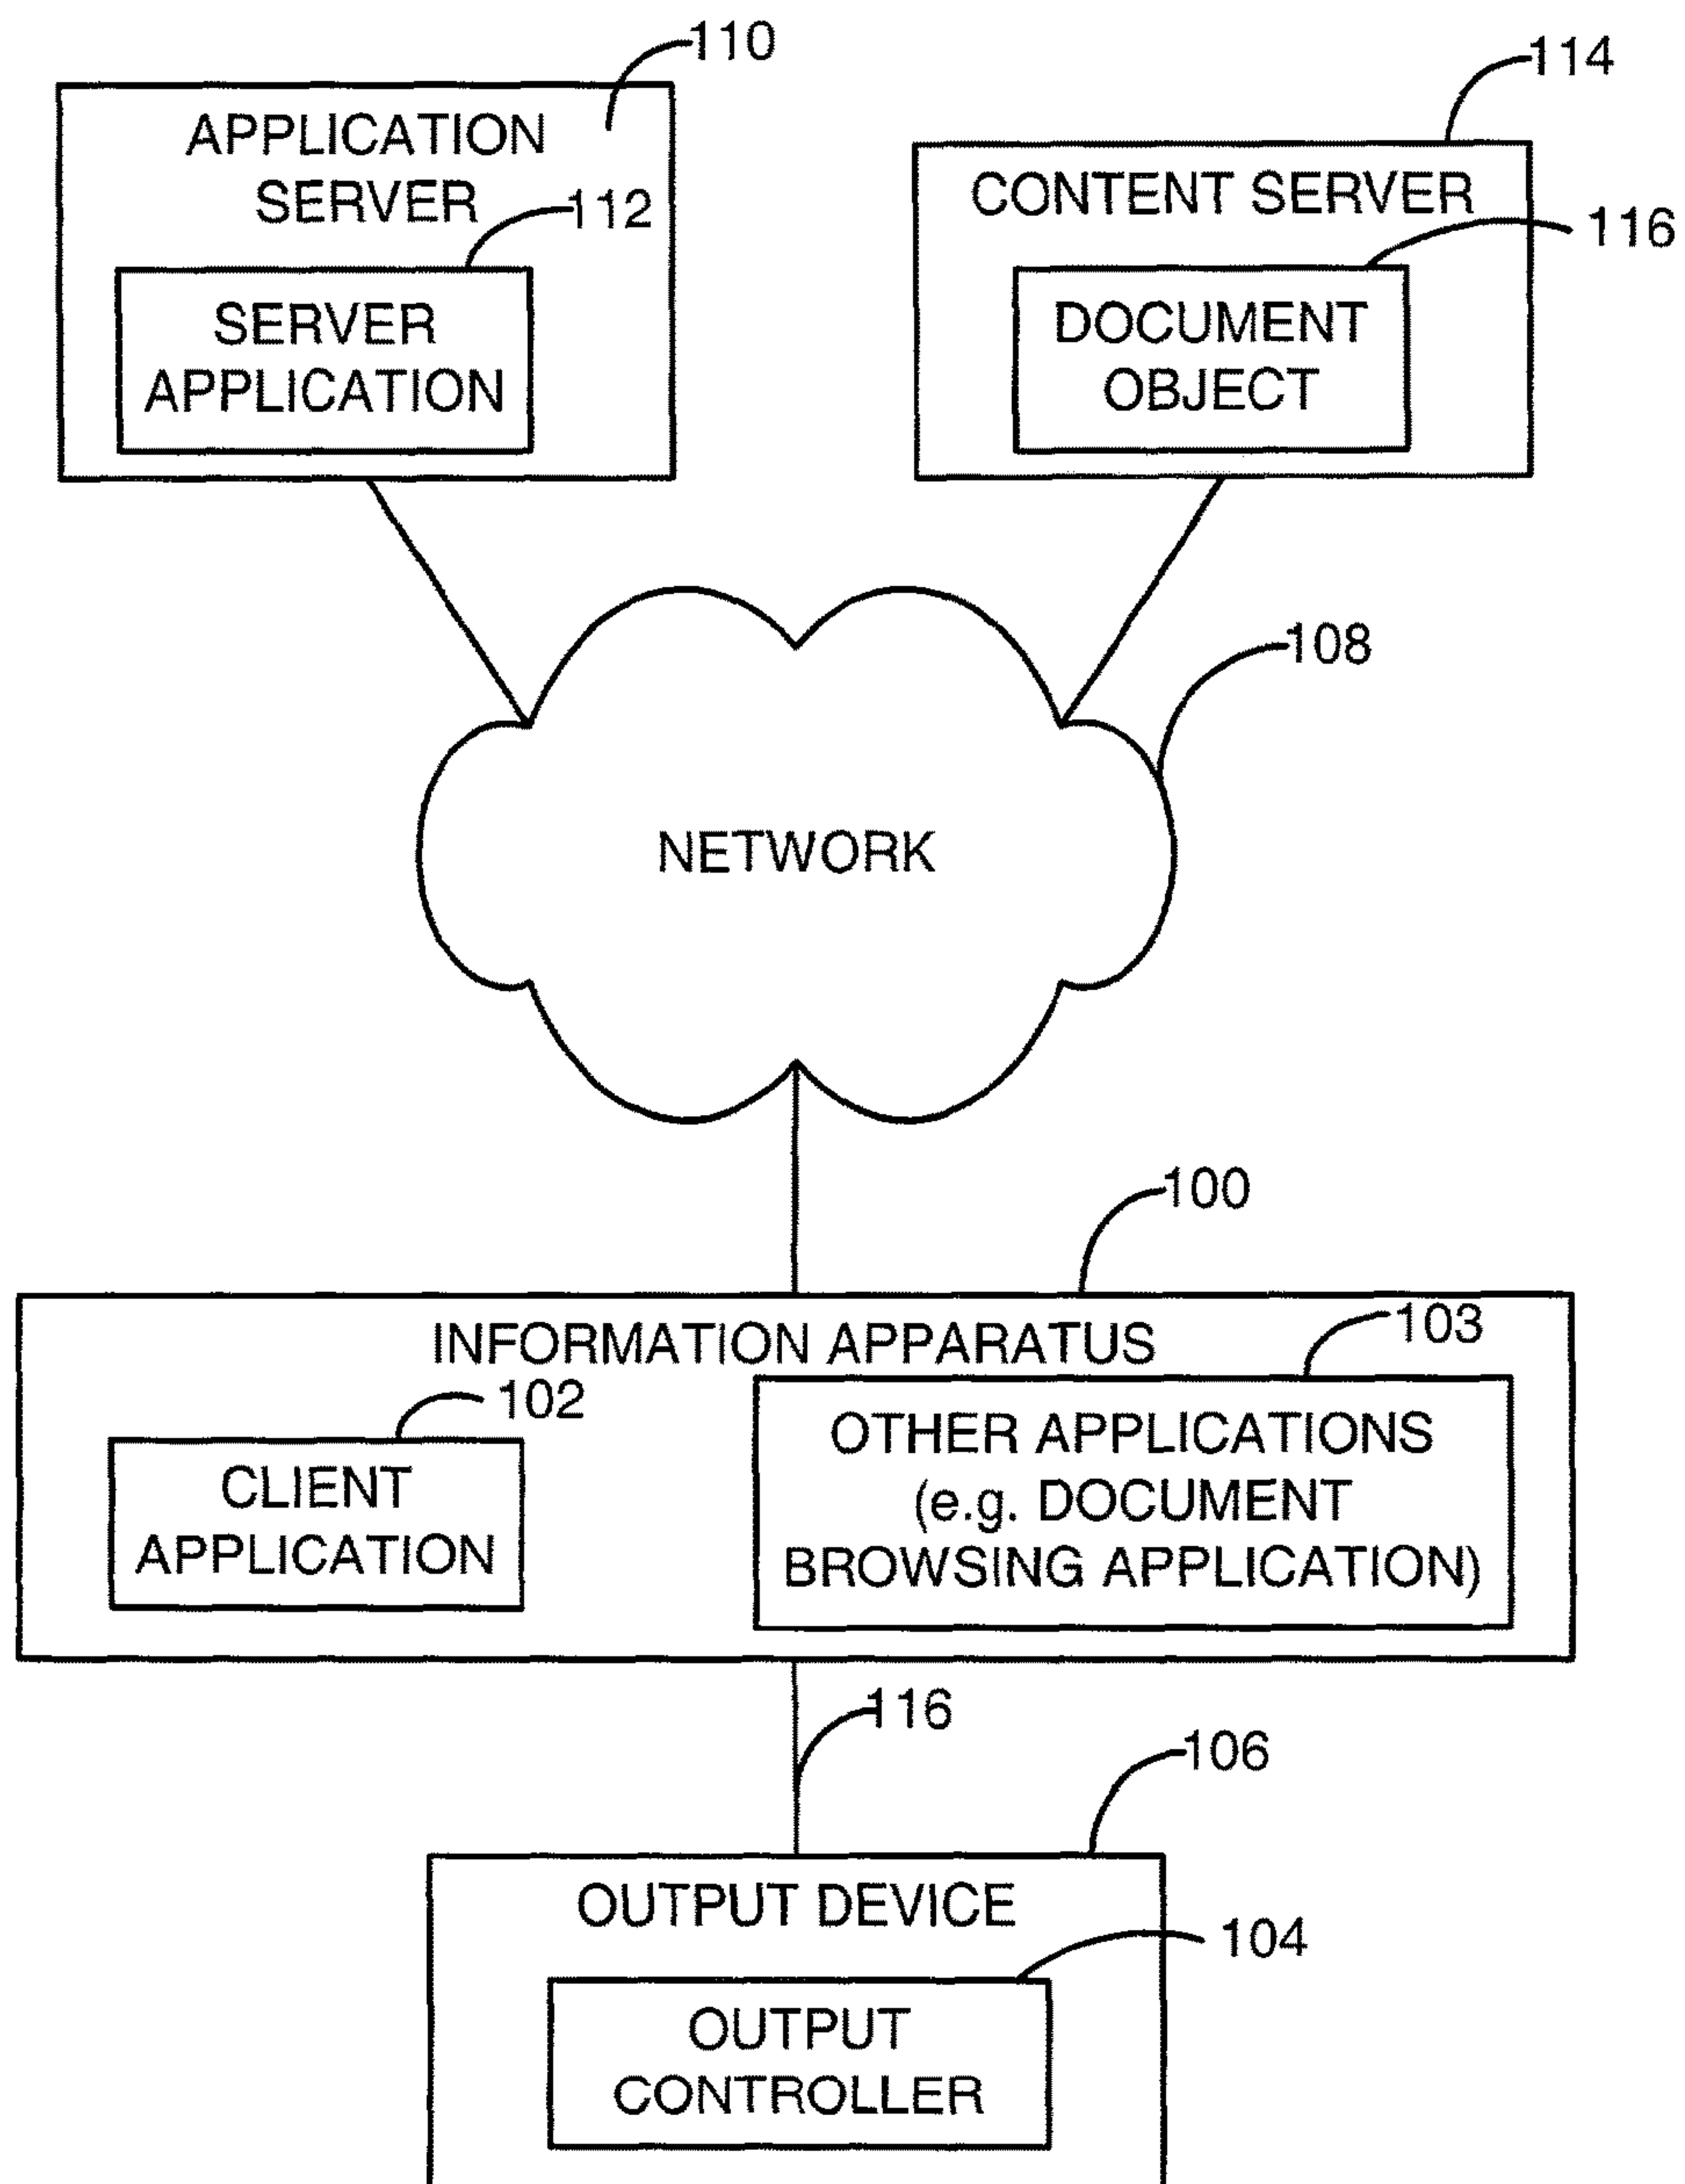 110
114
APPLICATION
SERVER
CONTENT SERVER
112
116
SERVER
APPLICATION
DOCUMENT
OBJECT
108
NETWORK
100
INFORMATION APPARATUS
103
102
CLIENT
APPLICATION
OTHER APPLICATIONS
(e.g. DOCUMENT
BROWSING APPLICATION)
116
106
OUTPUT DEVICE
104
OUTPUT
CONTROLLER